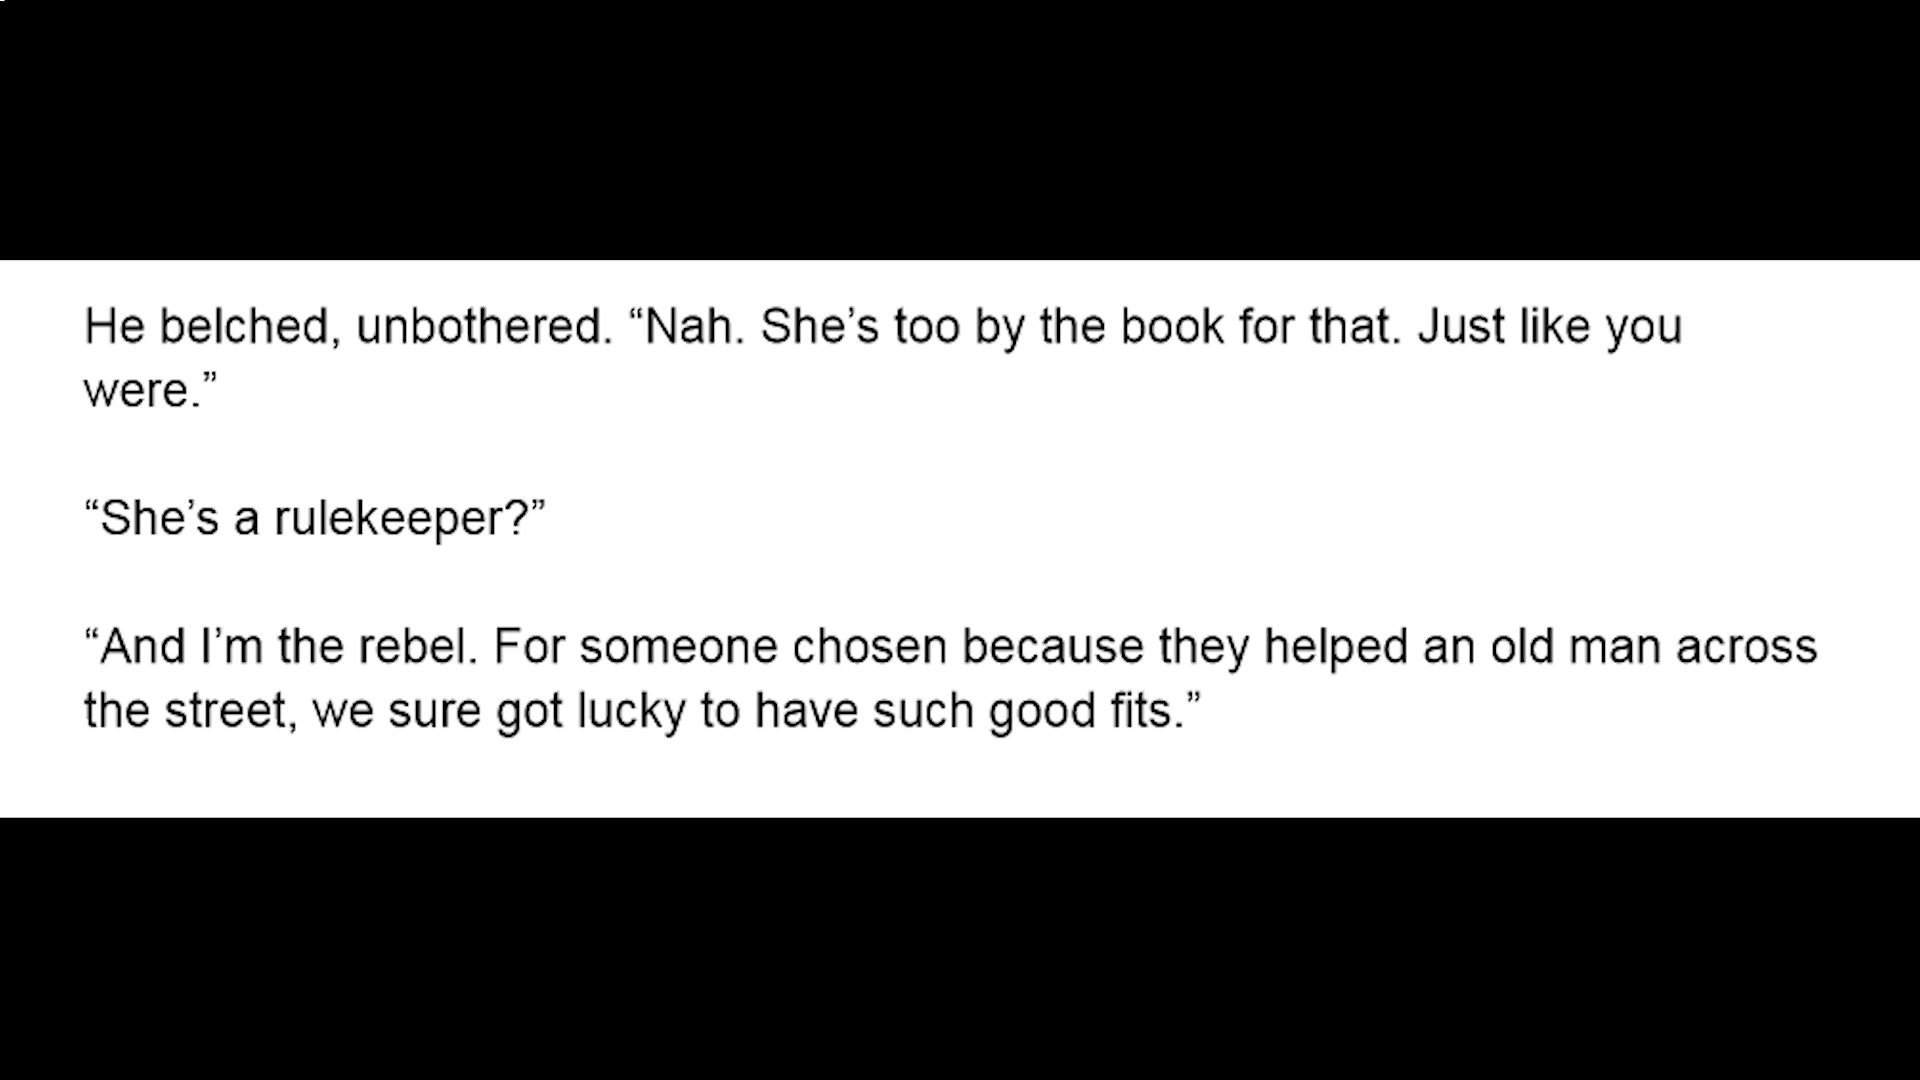 He belched, unbothered. “Nah. She’s too by the book for that. Just like you
were.”
“She’s a rulekeeper?”
“And I’m the rebel. For someone chosen because they helped an old man across
the street, we sure got lucky to have such good fits.”